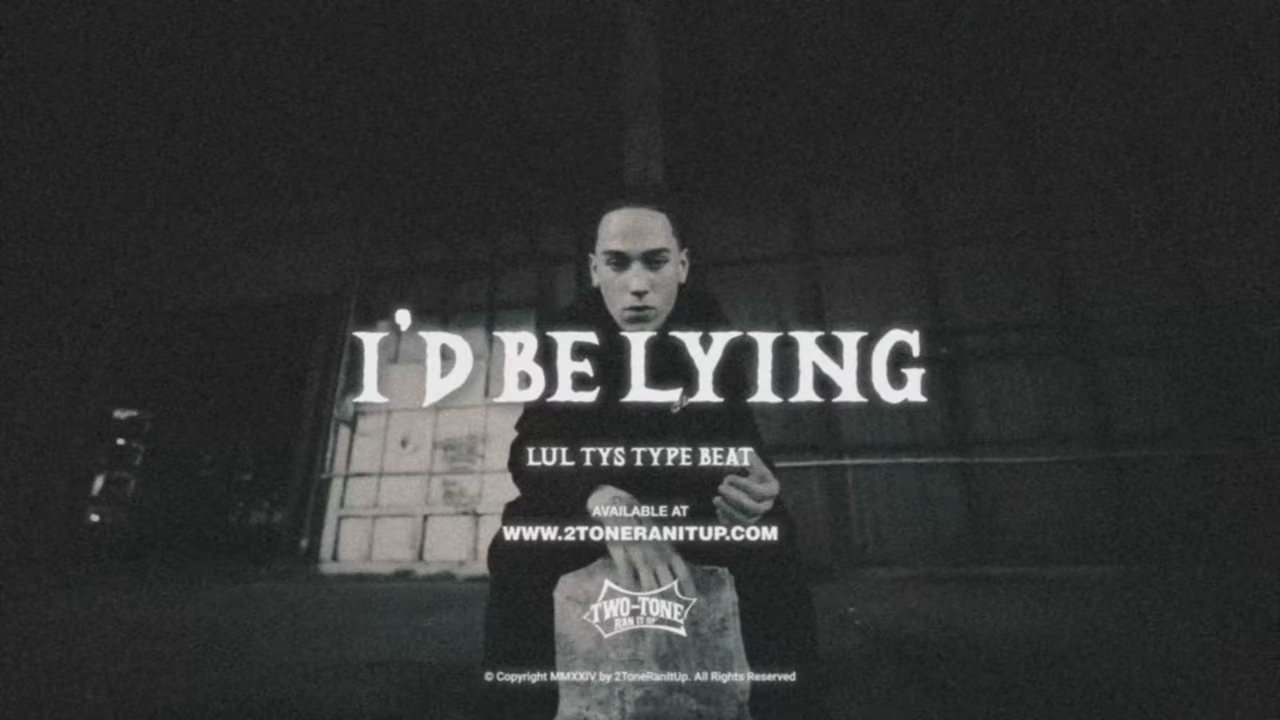 I'D BE LYING
LUL TYS TYPE BEAT
AVAILABLE AT
WWW.2TONERANITUP.COM
TWO-TONE
RAN IT UP
© Copyright MMXXIV by 2ToneRanItUp. All Rights Reserved